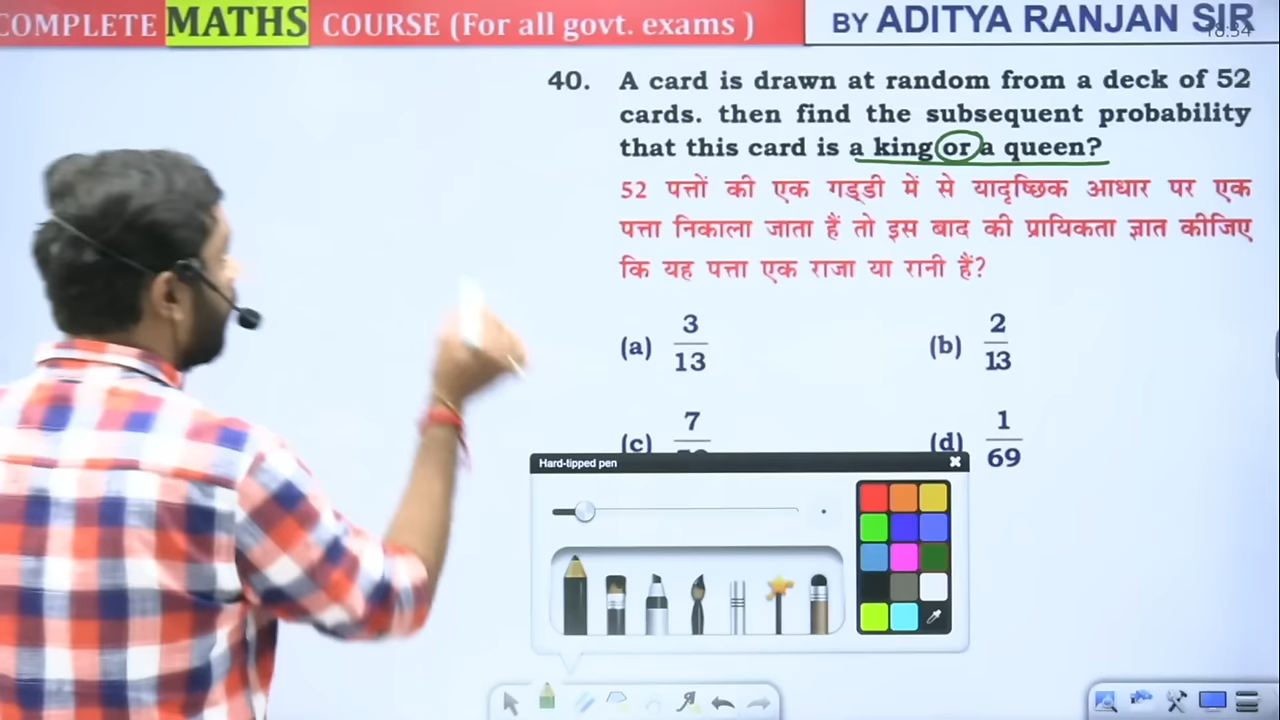 COMPLETE MATHS COURSE (For all govt. exams )
BY ADITYA RANJAN SIR
18:54
40. A card is drawn at random from a deck of 52
cards. then find the subsequent probability
that this card is a king or a queen?
52 पत्तों की एक गड्डी में से यादृच्छिक आधार पर एक
पत्ता निकाला जाता हैं तो इस बाद की प्रायिकता ज्ञात कीजिए
कि यह पत्ता एक राजा या रानी हैं?
(a) 3/13 (b) 2/13
(c) 7/ (d) 1/69
Hard-tipped pen